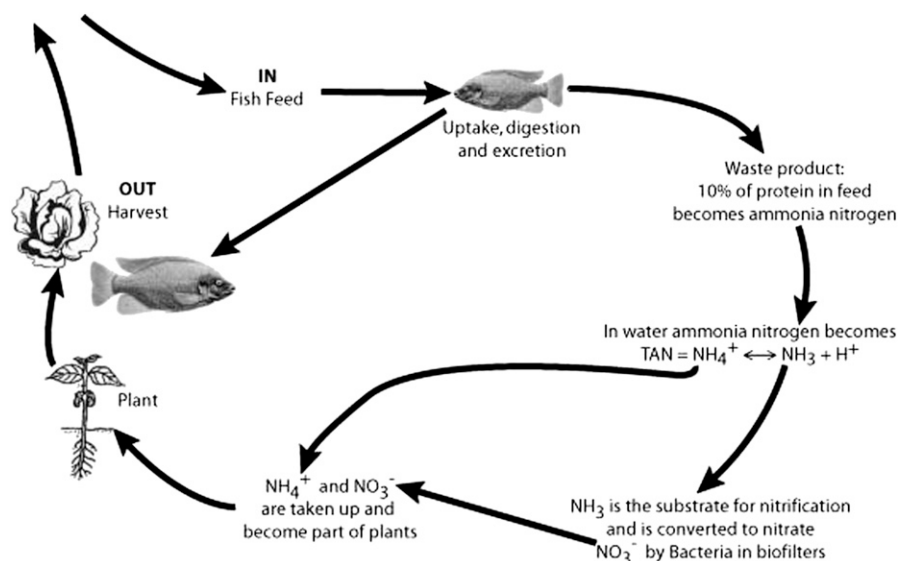 IN
Fish Feed
Uptake, digestion
and excretion
Waste product:
10% of protein in feed
becomes ammonia nitrogen
OUT
Harvest
In water ammonia nitrogen becomes
TAN = NH₄⁺ ↔ NH₃ + H⁺
Plant
NH₄⁺ and NO₃⁻
are taken up and
become part of plants
NH₃ is the substrate for nitrification
and is converted to nitrate
NO₃⁻ by Bacteria in biofilters